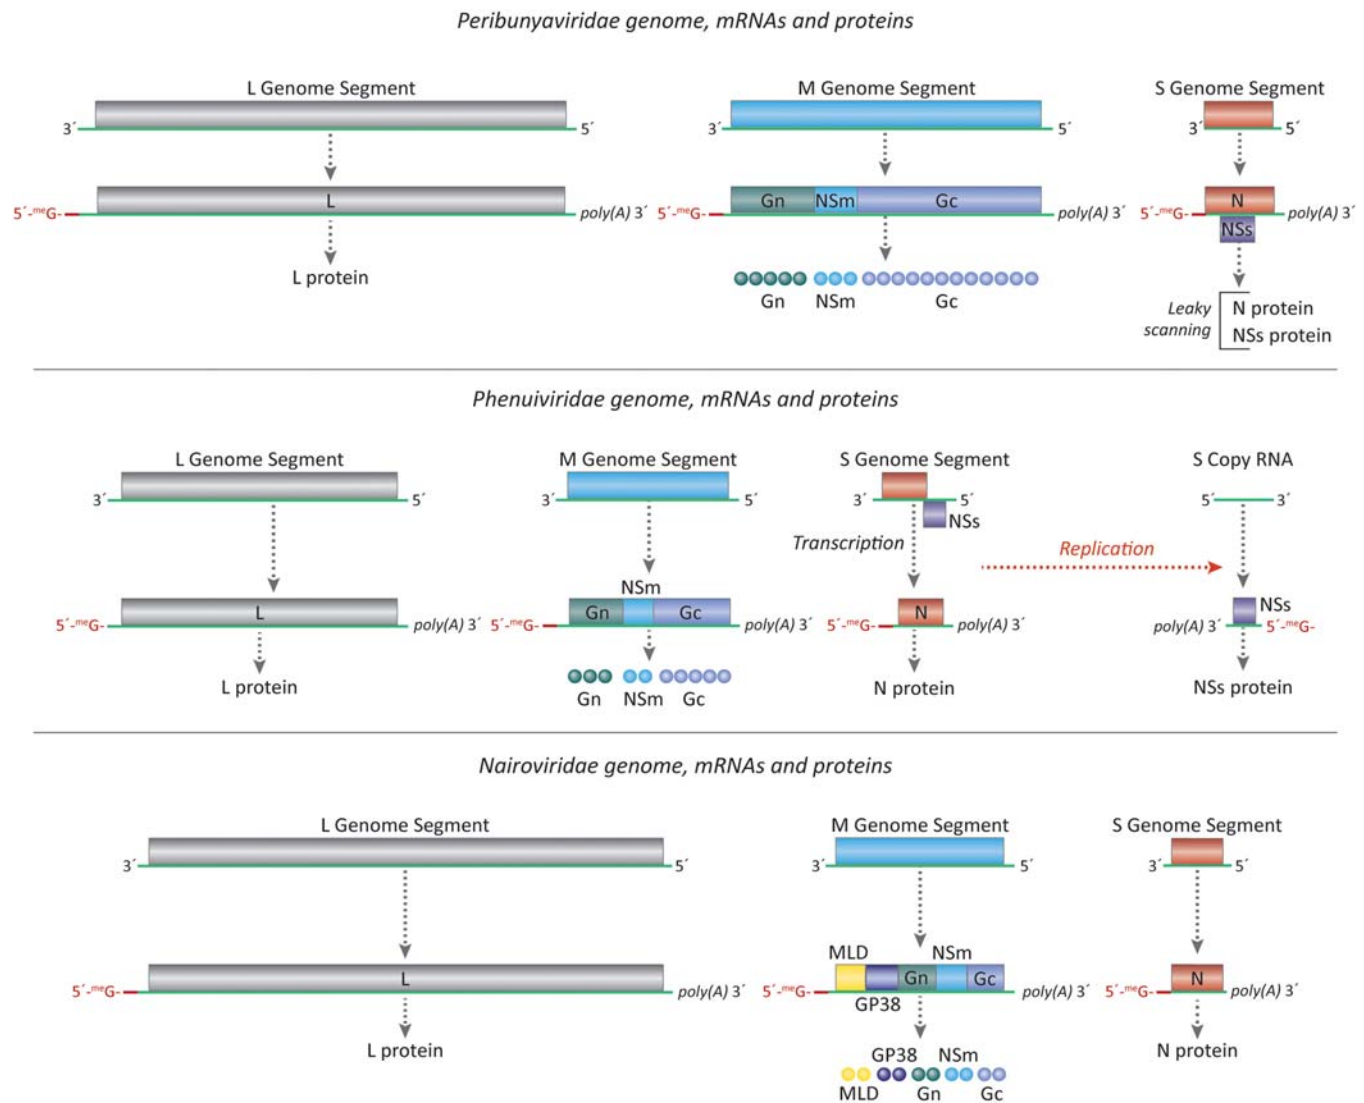 Peribunyaviridae genome, mRNAs and proteins
L Genome Segment
M Genome Segment
S Genome Segment
3´ 5´
3´ 5´
3´ 5´
5´-meG- L poly(A) 3´
5´-meG- Gn NSm Gc poly(A) 3´
5´-meG- N poly(A) 3´
NSs
L protein
Gn NSm Gc
Leaky scanning
N protein
NSs protein
Phenuiviridae genome, mRNAs and proteins
L Genome Segment
M Genome Segment
S Genome Segment
S Copy RNA
3´ 5´
3´ 5´
3´ 5´
5´ 3´
NSs
Transcription
Replication
NSm
5´-meG- L poly(A) 3´
5´-meG- Gn Gc poly(A) 3´
5´-meG- N poly(A) 3´
NSs
poly(A) 3´ 5´-meG-
L protein
Gn NSm Gc
N protein
NSs protein
Nairoviridae genome, mRNAs and proteins
L Genome Segment
M Genome Segment
S Genome Segment
3´ 5´
3´ 5´
3´ 5´
MLD NSm
5´-meG- L poly(A) 3´
5´-meG- Gn Gc poly(A) 3´
5´-meG- N poly(A) 3´
GP38
L protein
GP38 NSm
MLD Gn Gc
N protein